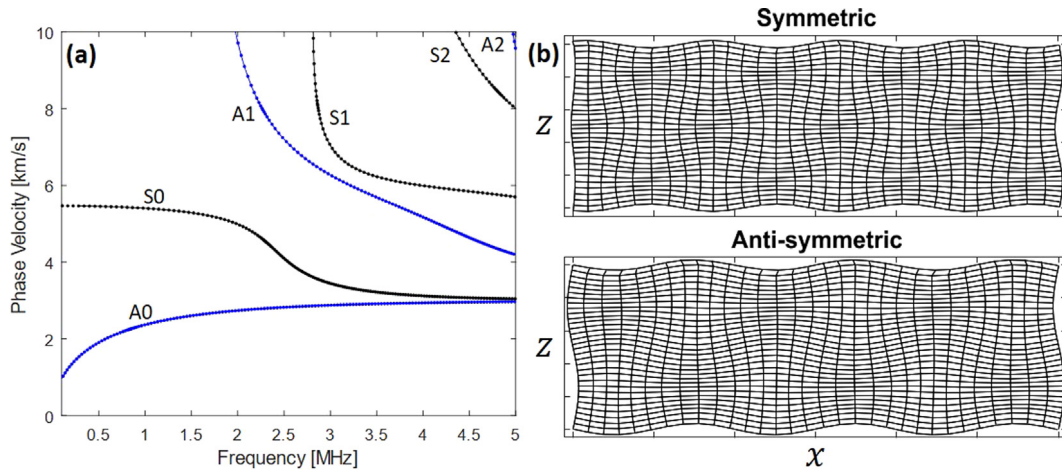 (a)
10
8
6
4
2
0
Phase Velocity [km/s]
0.5 1 1.5 2 2.5 3 3.5 4 4.5 5
Frequency [MHz]
A0
S0
A1
S1
S2
A2
(b)
Symmetric
z
Anti-symmetric
z
x